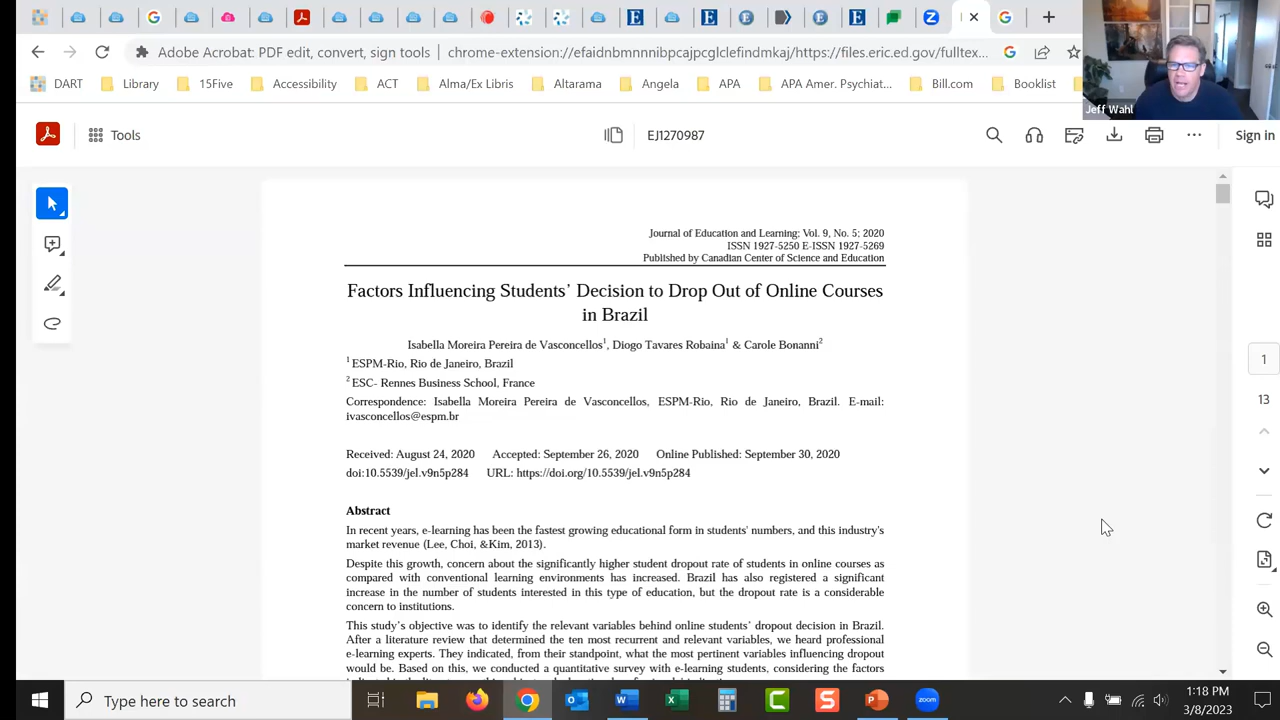 Adobe Acrobat: PDF edit, convert, sign tools
chrome-extension://efaidnbmnnnibpcajpcglclefindmkaj/https://files.eric.ed.gov/fulltex...
DART
Library
15Five
Accessibility
ACT
Alma/ExLibris
Altarama
Angela
APA
APA Amer. Psychiat...
Bill.com
Booklist
Jeff Wahl
Tools
EJ1270987
Sign in
Journal of Education and Learning; Vol. 9, No. 5; 2020
ISSN 1927-5250 E-ISSN 1927-5269
Published by Canadian Center of Science and Education
Factors Influencing Students’ Decision to Drop Out of Online Courses
in Brazil
Isabella Moreira Pereira de Vasconcellos1, Diogo Tavares Robaina1 & Carole Bonanni2
1 ESPM-Rio, Rio de Janeiro, Brazil
2 ESC- Rennes Business School, France
Correspondence: Isabella Moreira Pereira de Vasconcellos, ESPM-Rio, Rio de Janeiro, Brazil. E-mail:
ivasconcellos@espm.br
Received: August 24, 2020 Accepted: September 26, 2020 Online Published: September 30, 2020
doi:10.5539/jel.v9n5p284 URL: https://doi.org/10.5539/jel.v9n5p284
Abstract
In recent years, e-learning has been the fastest growing educational form in students' numbers, and this industry's
market revenue (Lee, Choi, &Kim, 2013).
Despite this growth, concern about the significantly higher student dropout rate of students in online courses as
compared with conventional learning environments has increased. Brazil has also registered a significant
increase in the number of students interested in this type of education, but the dropout rate is a considerable
concern to institutions.
This study’s objective was to identify the relevant variables behind online students’ dropout decision in Brazil.
After a literature review that determined the ten most recurrent and relevant variables, we heard professional
e-learning experts. They indicated, from their standpoint, what the most pertinent variables influencing dropout
would be. Based on this, we conducted a quantitative survey with e-learning students, considering the factors
1
13
Type here to search
zoom
1:18 PM
3/8/2023